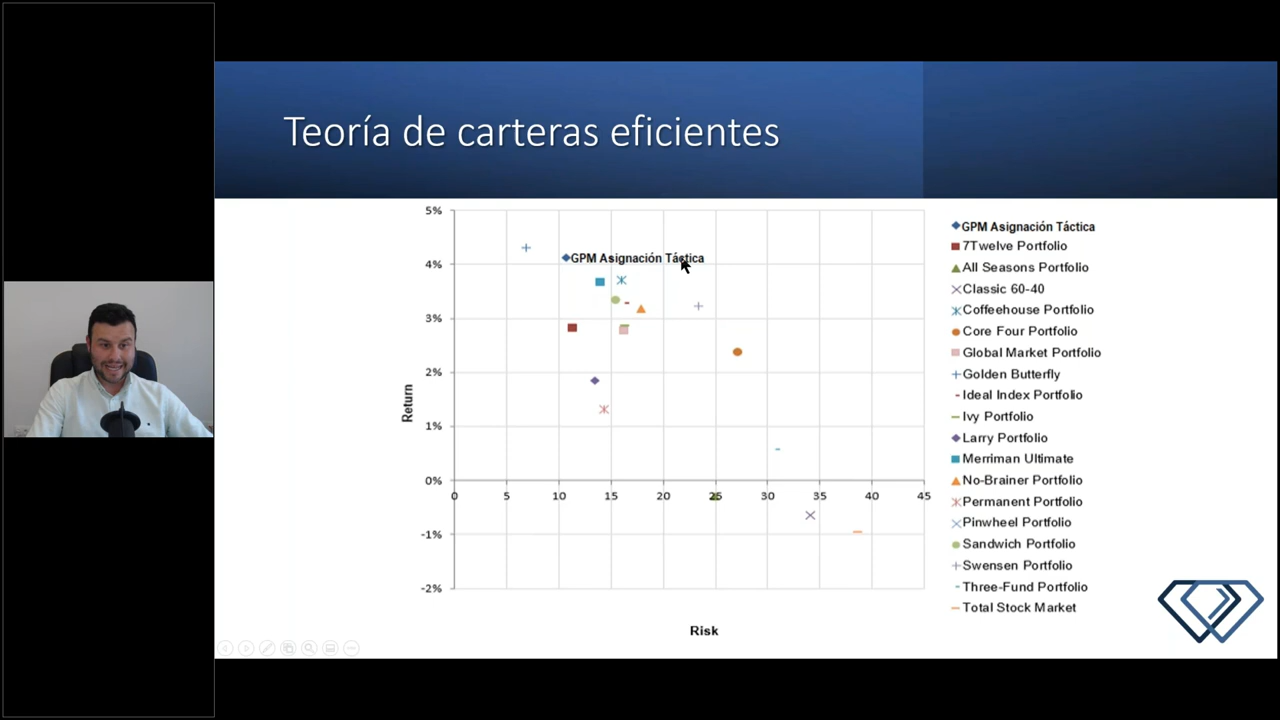 Teoría de carteras eficientes
5%
4%
3%
2%
1%
0%
-1%
-2%
Return
GPM Asignación Táctica
0 5 10 15 20 25 30 35 40 45
Risk
GPM Asignación Táctica
7Twelve Portfolio
All Seasons Portfolio
Classic 60-40
Coffeehouse Portfolio
Core Four Portfolio
Global Market Portfolio
Golden Butterfly
Ideal Index Portfolio
Ivy Portfolio
Larry Portfolio
Merriman Ultimate
No-Brainer Portfolio
Permanent Portfolio
Pinwheel Portfolio
Sandwich Portfolio
Swensen Portfolio
Three-Fund Portfolio
Total Stock Market